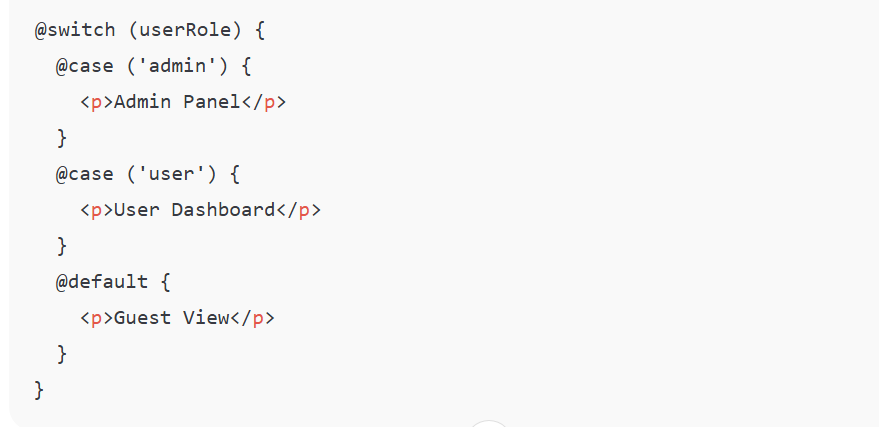 @switch (userRole) {
  @case ('admin') {
    <p>Admin Panel</p>
  }
  @case ('user') {
    <p>User Dashboard</p>
  }
  @default {
    <p>Guest View</p>
  }
}